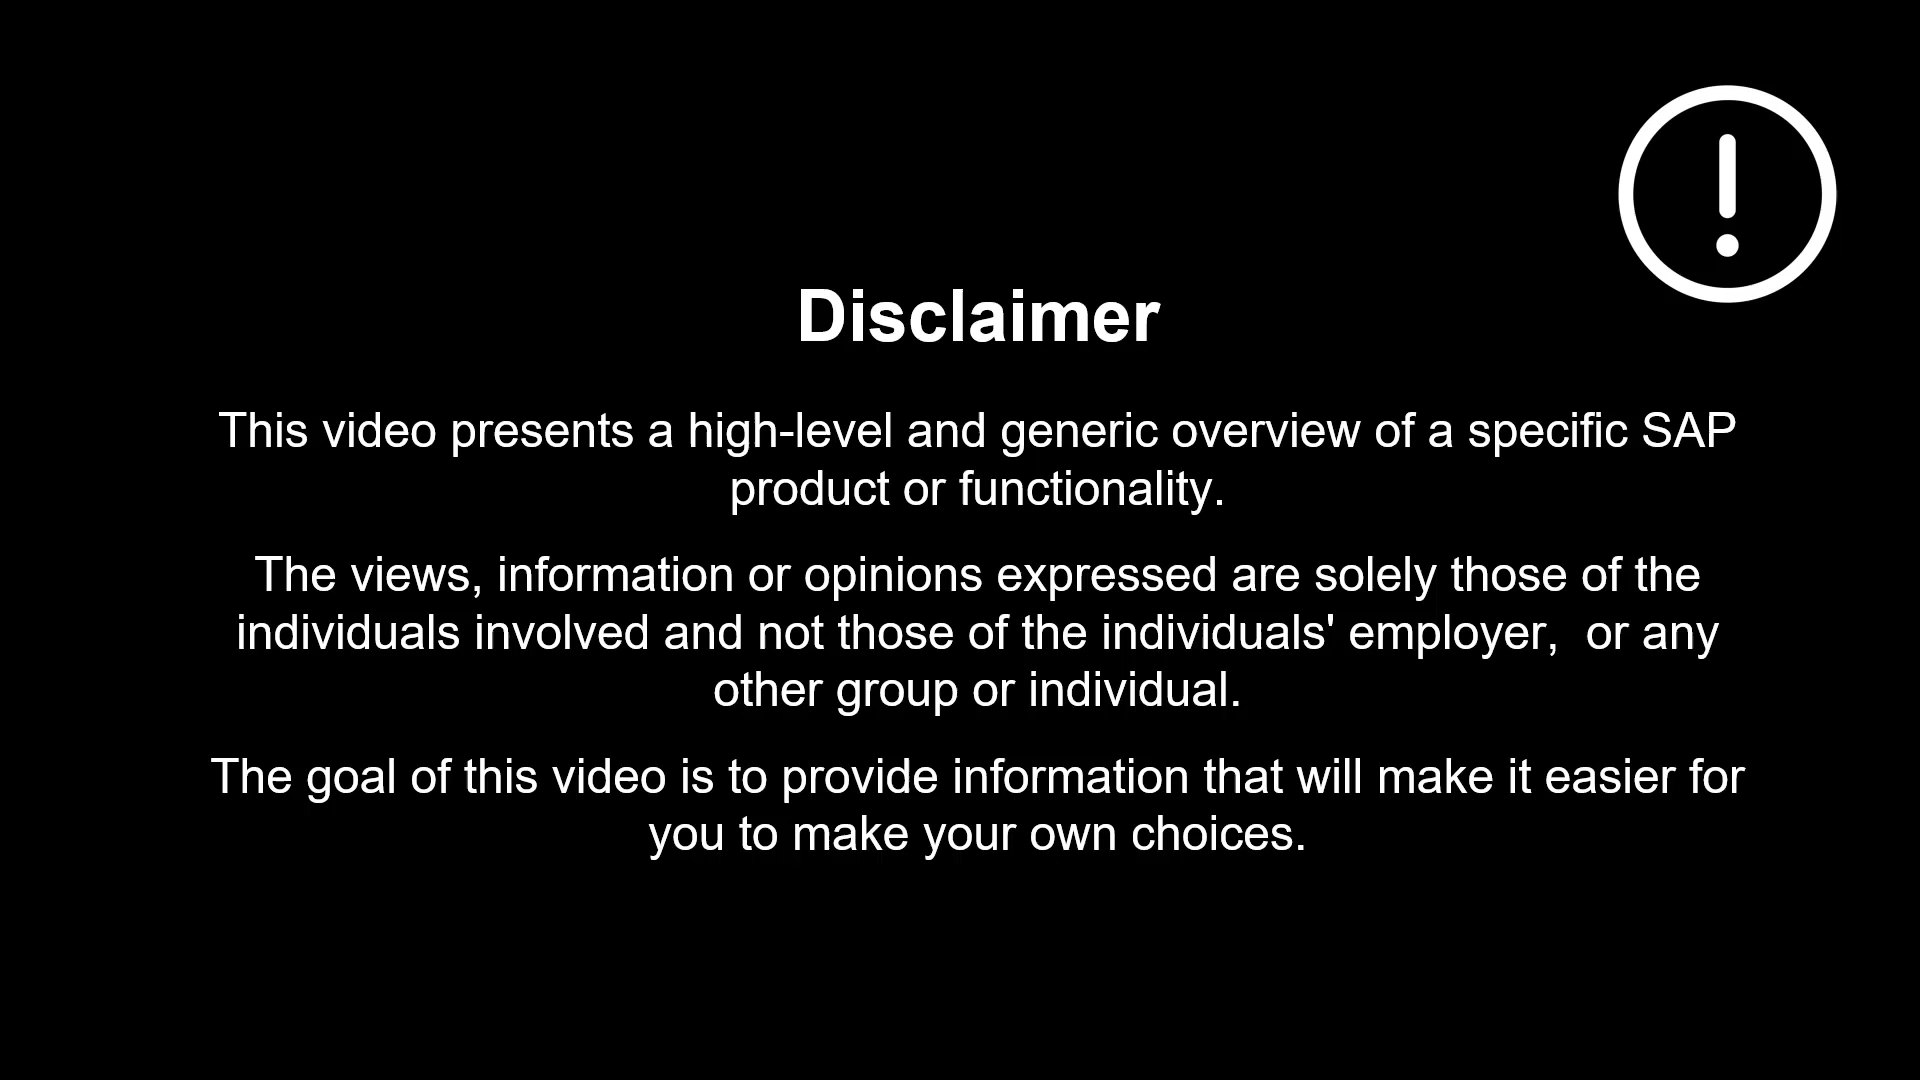 Disclaimer
This video presents a high-level and generic overview of a specific SAP
product or functionality.
The views, information or opinions expressed are solely those of the
individuals involved and not those of the individuals' employer,  or any
other group or individual.
The goal of this video is to provide information that will make it easier for
you to make your own choices.